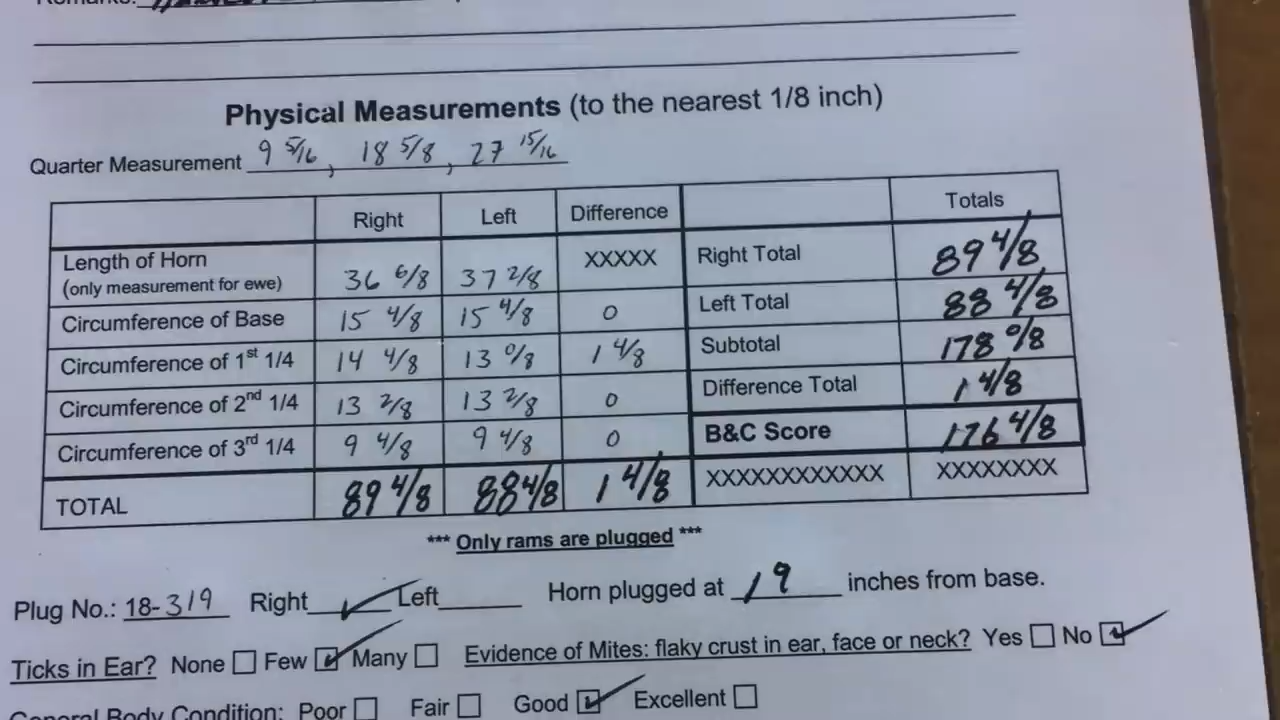 Remarks:
Physical Measurements (to the nearest 1/8 inch)
Quarter Measurement 9 5/16, 18 5/8, 27 15/16
Right Left Difference Totals
Length of Horn (only measurement for ewe) 36 6/8 37 2/8 XXXXX Right Total 89 4/8
Circumference of Base 15 4/8 15 4/8 0 Left Total 88 4/8
Circumference of 1st 1/4 14 4/8 13 0/8 1 4/8 Subtotal 178 0/8
Circumference of 2nd 1/4 13 2/8 13 2/8 0 Difference Total 1 4/8
Circumference of 3rd 1/4 9 4/8 9 4/8 0 B&C Score 176 4/8
TOTAL 89 4/8 88 4/8 1 4/8 XXXXXXXXXXXX XXXXXXXX
*** Only rams are plugged ***
Plug No.: 18-319 Right Left Horn plugged at 19 inches from base.
Ticks in Ear? None Few Many Evidence of Mites: flaky crust in ear, face or neck? Yes No
General Body Condition: Poor Fair Good Excellent